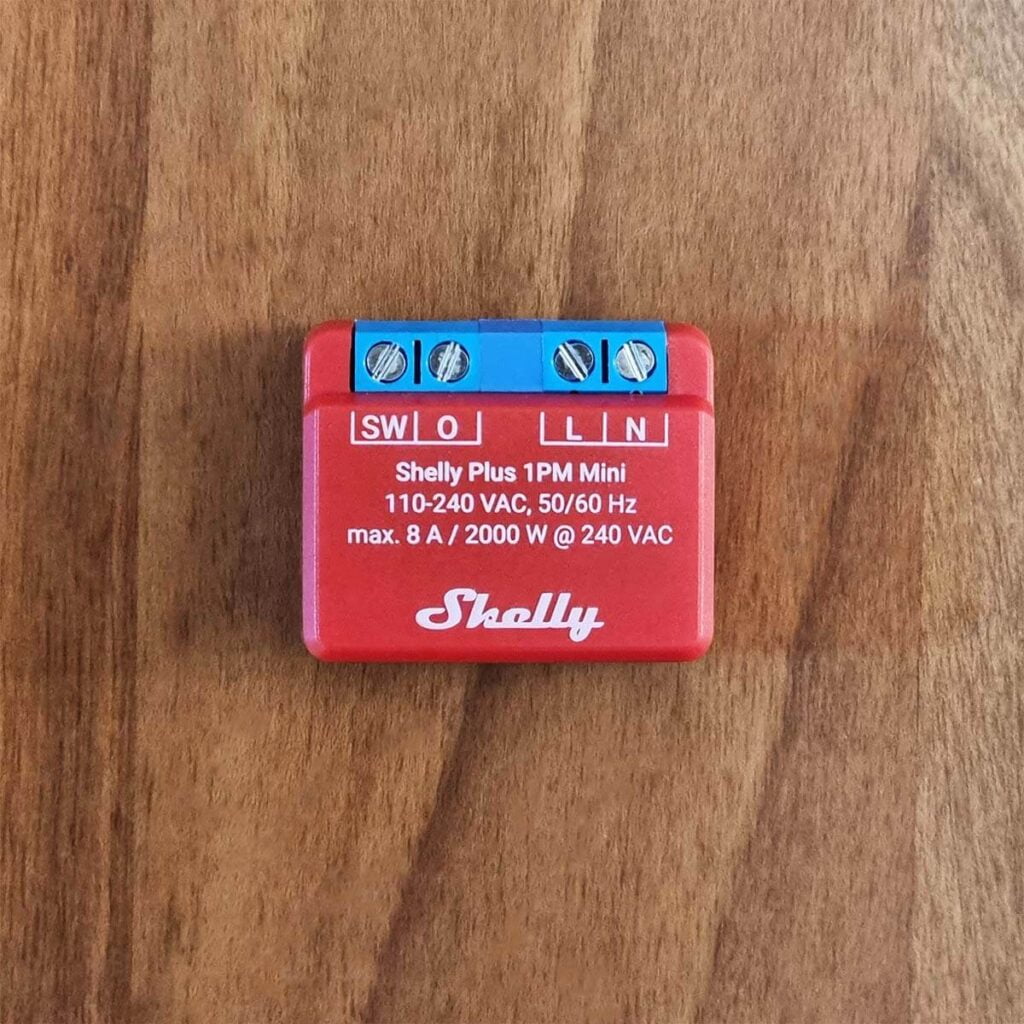 SW O L N
Shelly Plus 1PM Mini
110-240 VAC, 50/60 Hz
max. 8 A / 2000 W @ 240 VAC
Shelly